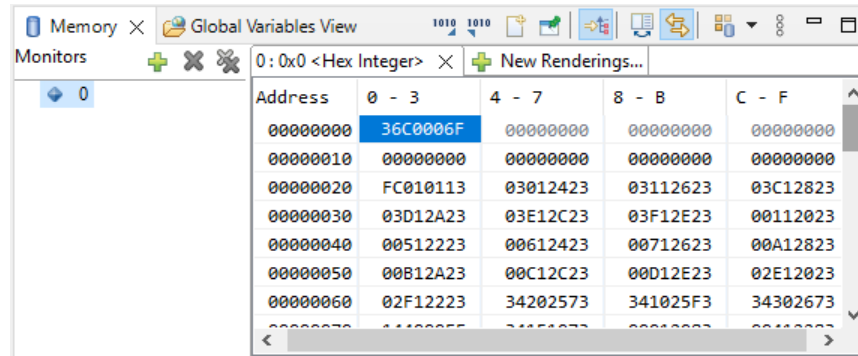 Memory Global Variables View 1010 1010
Monitors 0 : 0x0 <Hex Integer> New Renderings...
0
Address 0 - 3 4 - 7 8 - B C - F
00000000 36C0006F 00000000 00000000 00000000
00000010 00000000 00000000 00000000 00000000
00000020 FC010113 03012423 03112623 03C12823
00000030 03D12A23 03E12C23 03F12E23 00112023
00000040 00512223 00612423 00712623 00A12823
00000050 00B12A23 00C12C23 00D12E23 02E12023
00000060 02F12223 34202573 341025F3 34302673